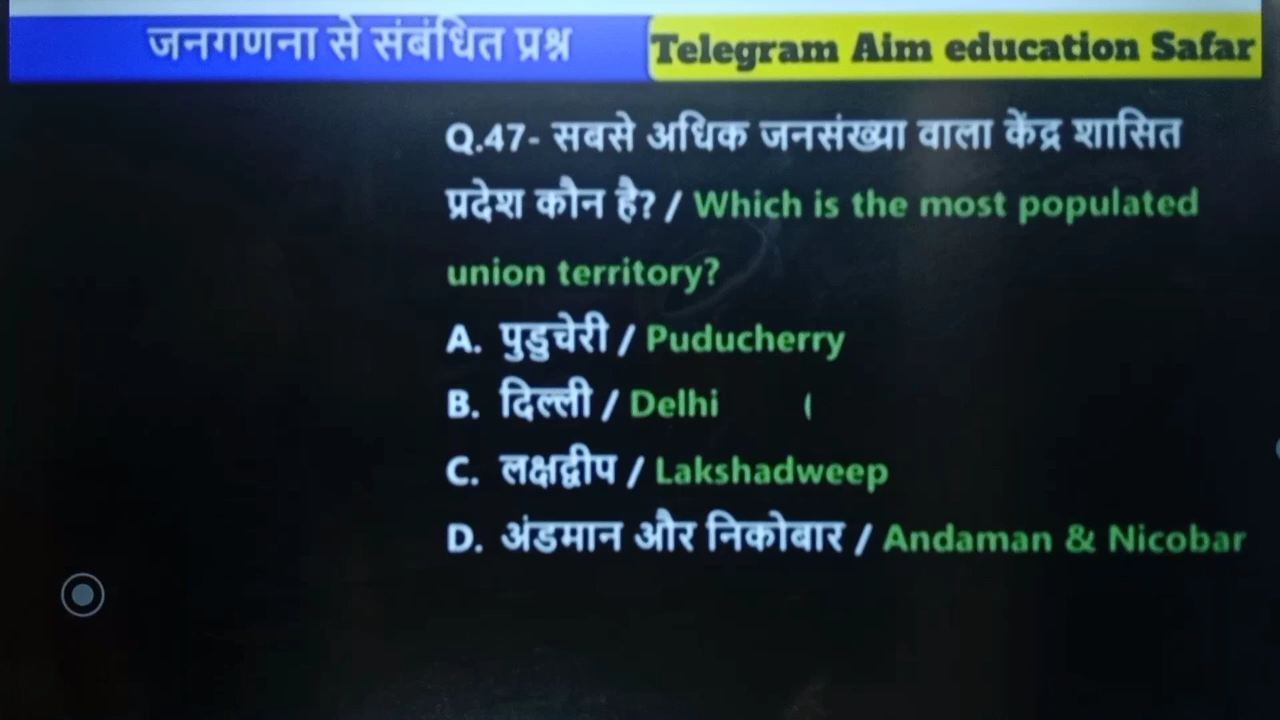 जनगणना से संबंधित प्रश्न
Telegram Aim education Safar
Q.47- सबसे अधिक जनसंख्या वाला केंद्र शासित
प्रदेश कौन है? / Which is the most populated
union territory?
A. पुडुचेरी / Puducherry
B. दिल्ली / Delhi
C. लक्षद्वीप / Lakshadweep
D. अंडमान और निकोबार / Andaman & Nicobar